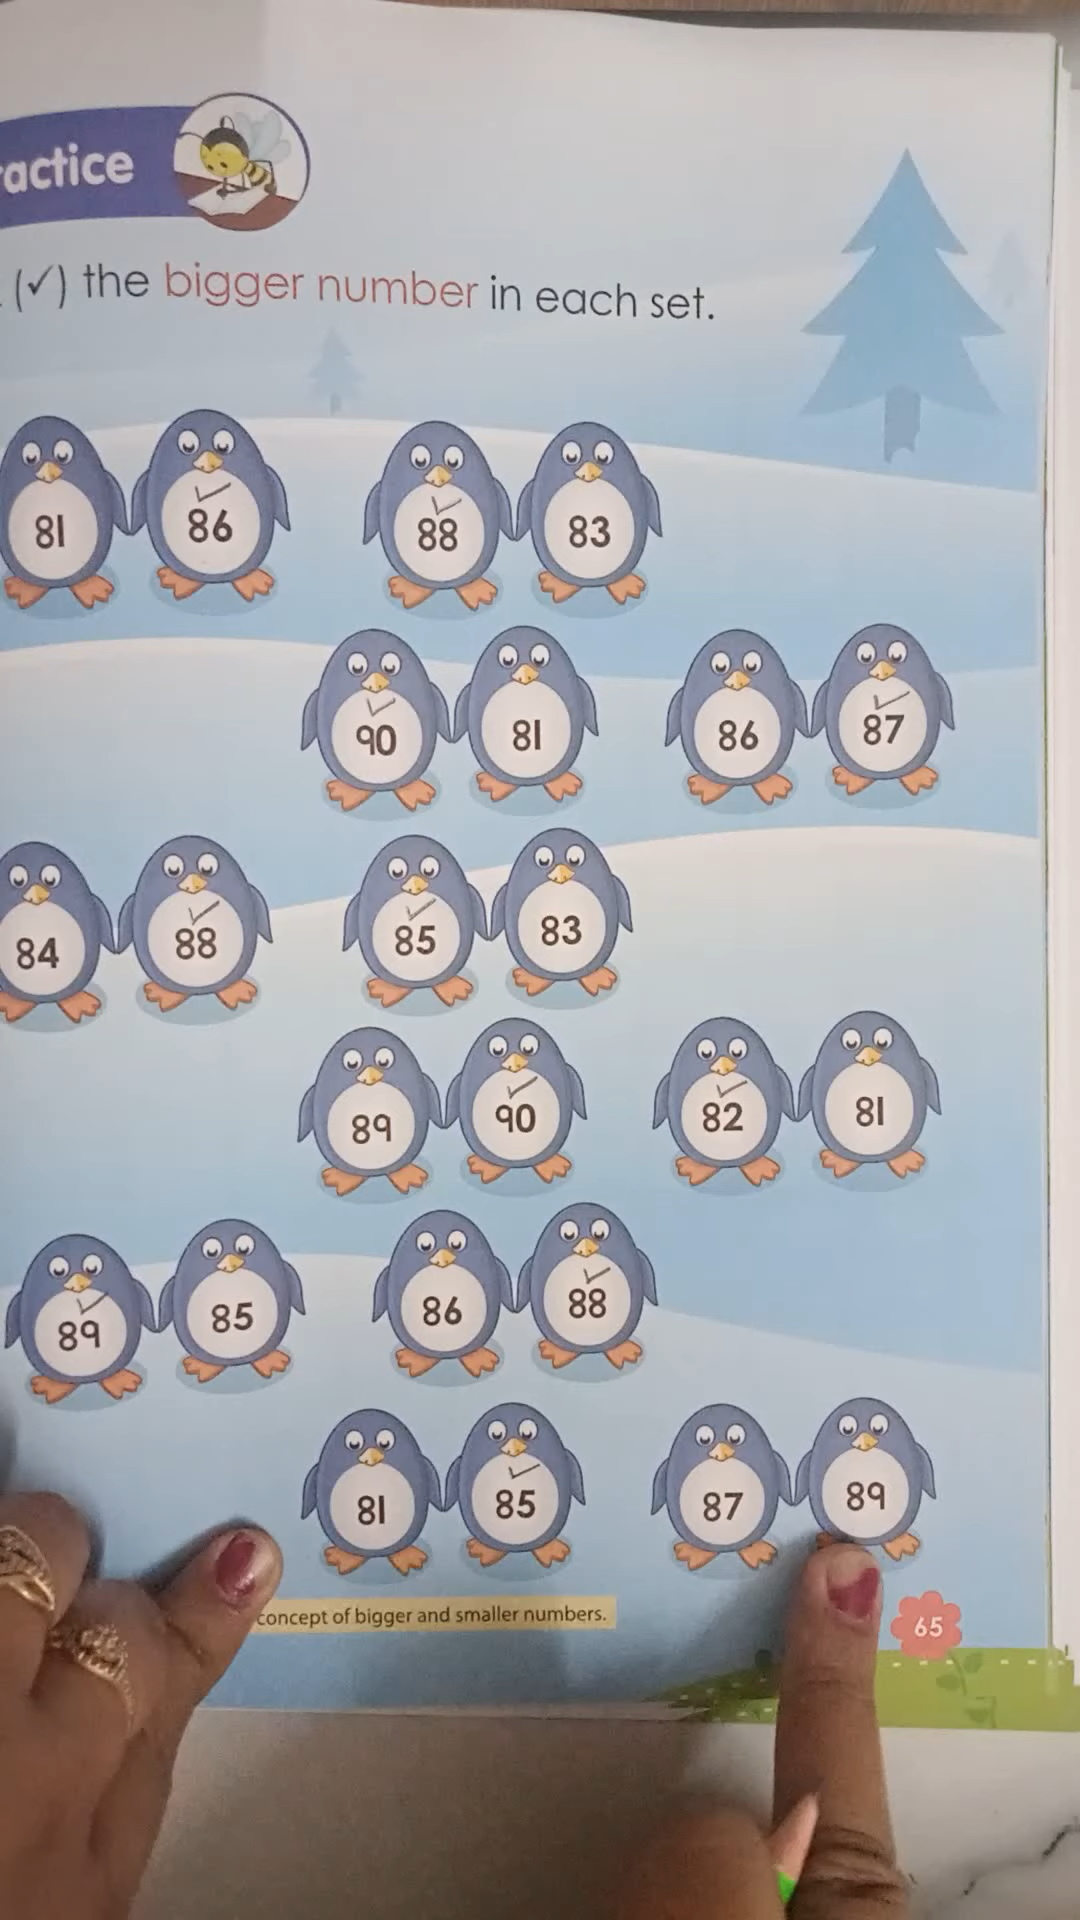 actice
(✓) the bigger number in each set.
81 86 88 83
90 81 86 87
84 88 85 83
89 90 82 81
89 85 86 88
81 85 87 89
concept of bigger and smaller numbers.
65